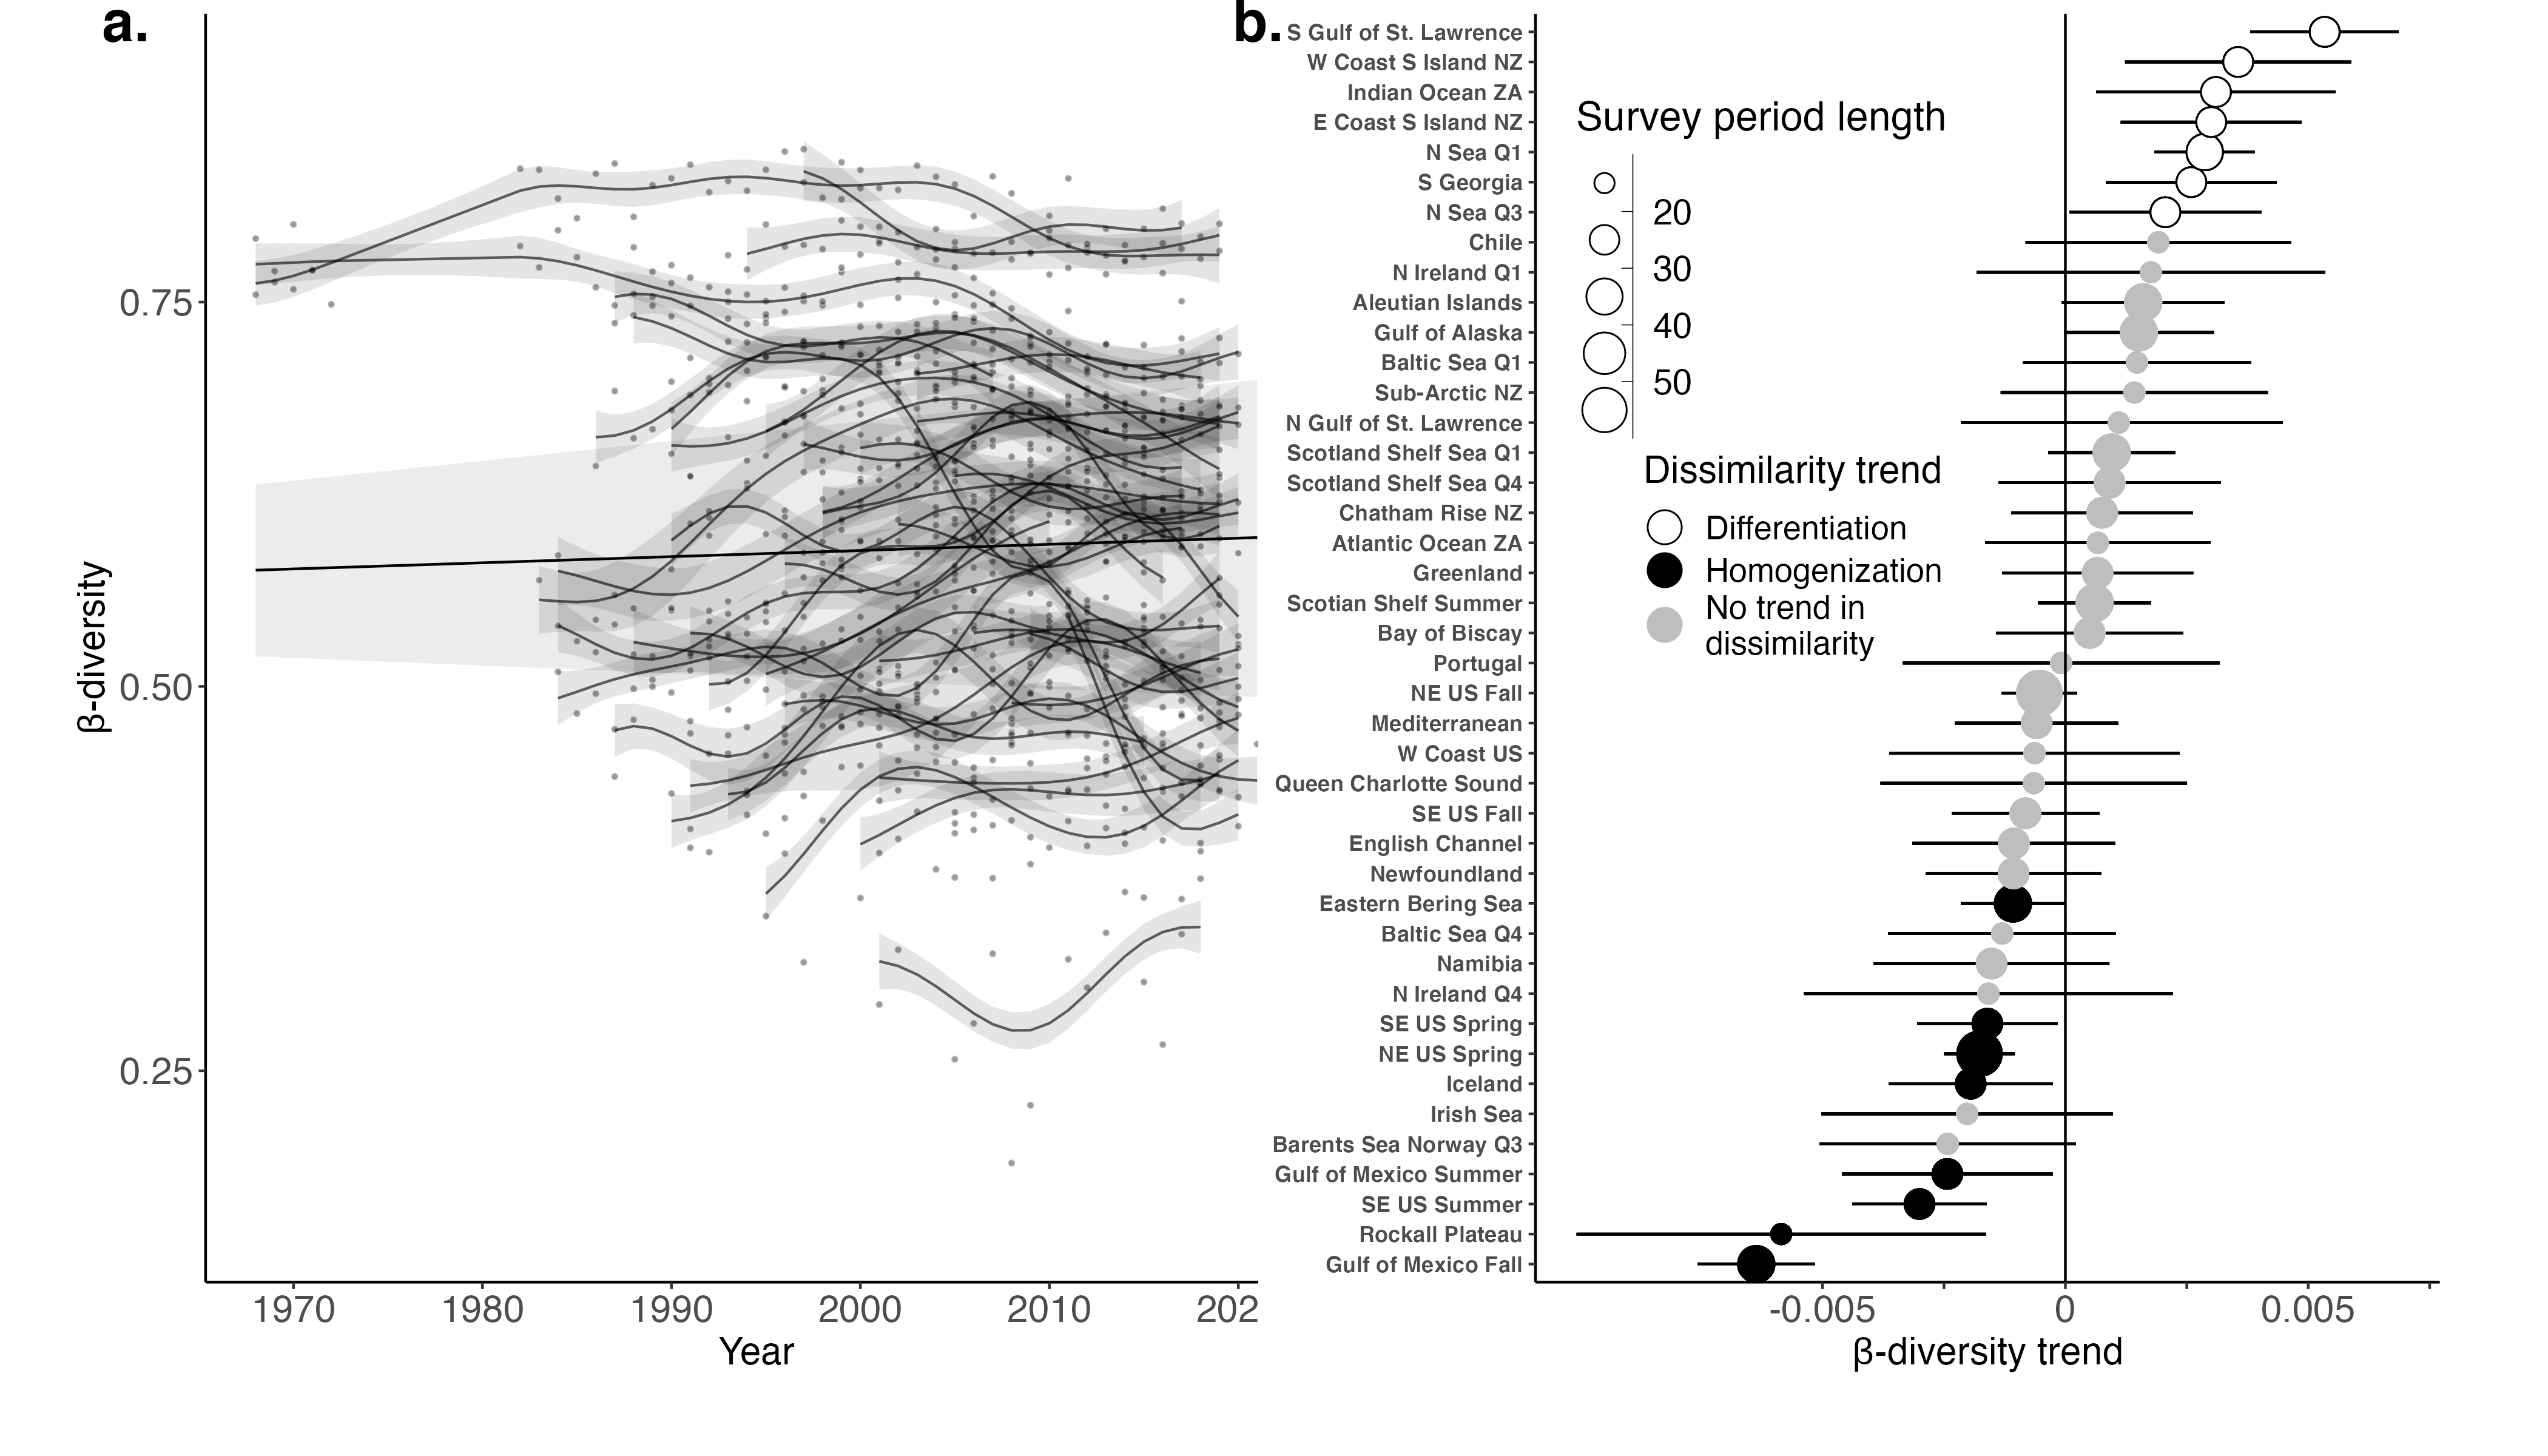 a.
β-diversity
0.75
0.50
0.25
1970
1980
1990
2000
2010
202
Year
b.
S Gulf of St. Lawrence
W Coast S Island NZ
Indian Ocean ZA
E Coast S Island NZ
N Sea Q1
S Georgia
N Sea Q3
Chile
N Ireland Q1
Aleutian Islands
Gulf of Alaska
Baltic Sea Q1
Sub-Arctic NZ
N Gulf of St. Lawrence
Scotland Shelf Sea Q1
Scotland Shelf Sea Q4
Chatham Rise NZ
Atlantic Ocean ZA
Greenland
Scotian Shelf Summer
Bay of Biscay
Portugal
NE US Fall
Mediterranean
W Coast US
Queen Charlotte Sound
SE US Fall
English Channel
Newfoundland
Eastern Bering Sea
Baltic Sea Q4
Namibia
N Ireland Q4
SE US Spring
NE US Spring
Iceland
Irish Sea
Barents Sea Norway Q3
Gulf of Mexico Summer
SE US Summer
Rockall Plateau
Gulf of Mexico Fall
Survey period length
20
30
40
50
Dissimilarity trend
Differentiation
Homogenization
No trend in
dissimilarity
-0.005
0
0.005
β-diversity trend